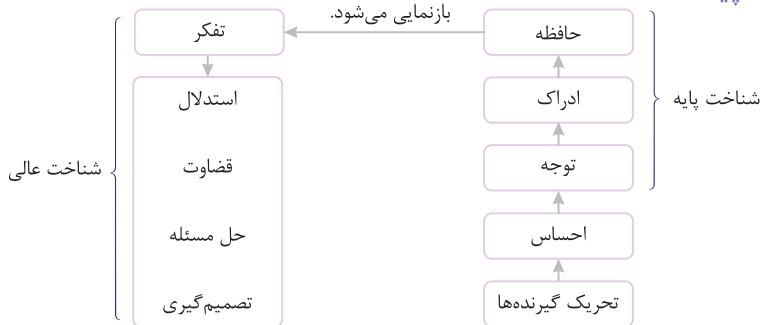 بازنمایی می‌شود.
حافظه
ادراک
توجه
احساس
تحریک گیرنده‌ها
شناخت پایه
تفکر
استدلال
قضاوت
حل مسئله
تصمیم‌گیری
شناخت عالی